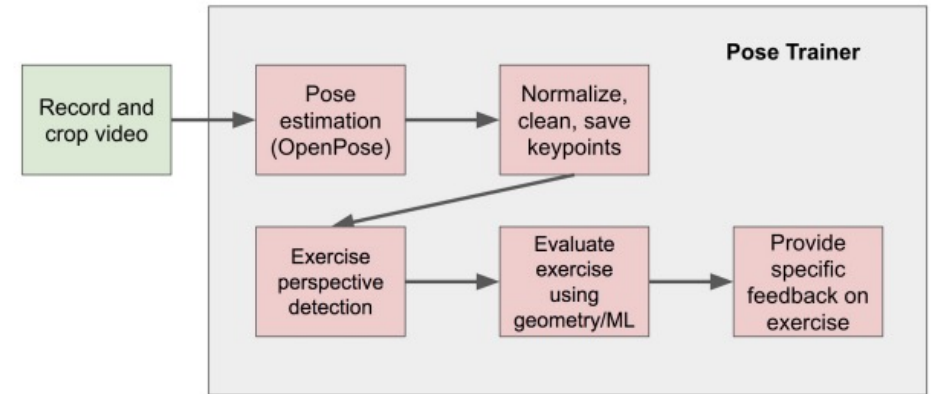 Pose Trainer
Record and
crop video
Pose
estimation
(OpenPose)
Normalize,
clean, save
keypoints
Exercise
perspective
detection
Evaluate
exercise
using
geometry/ML
Provide
specific
feedback on
exercise